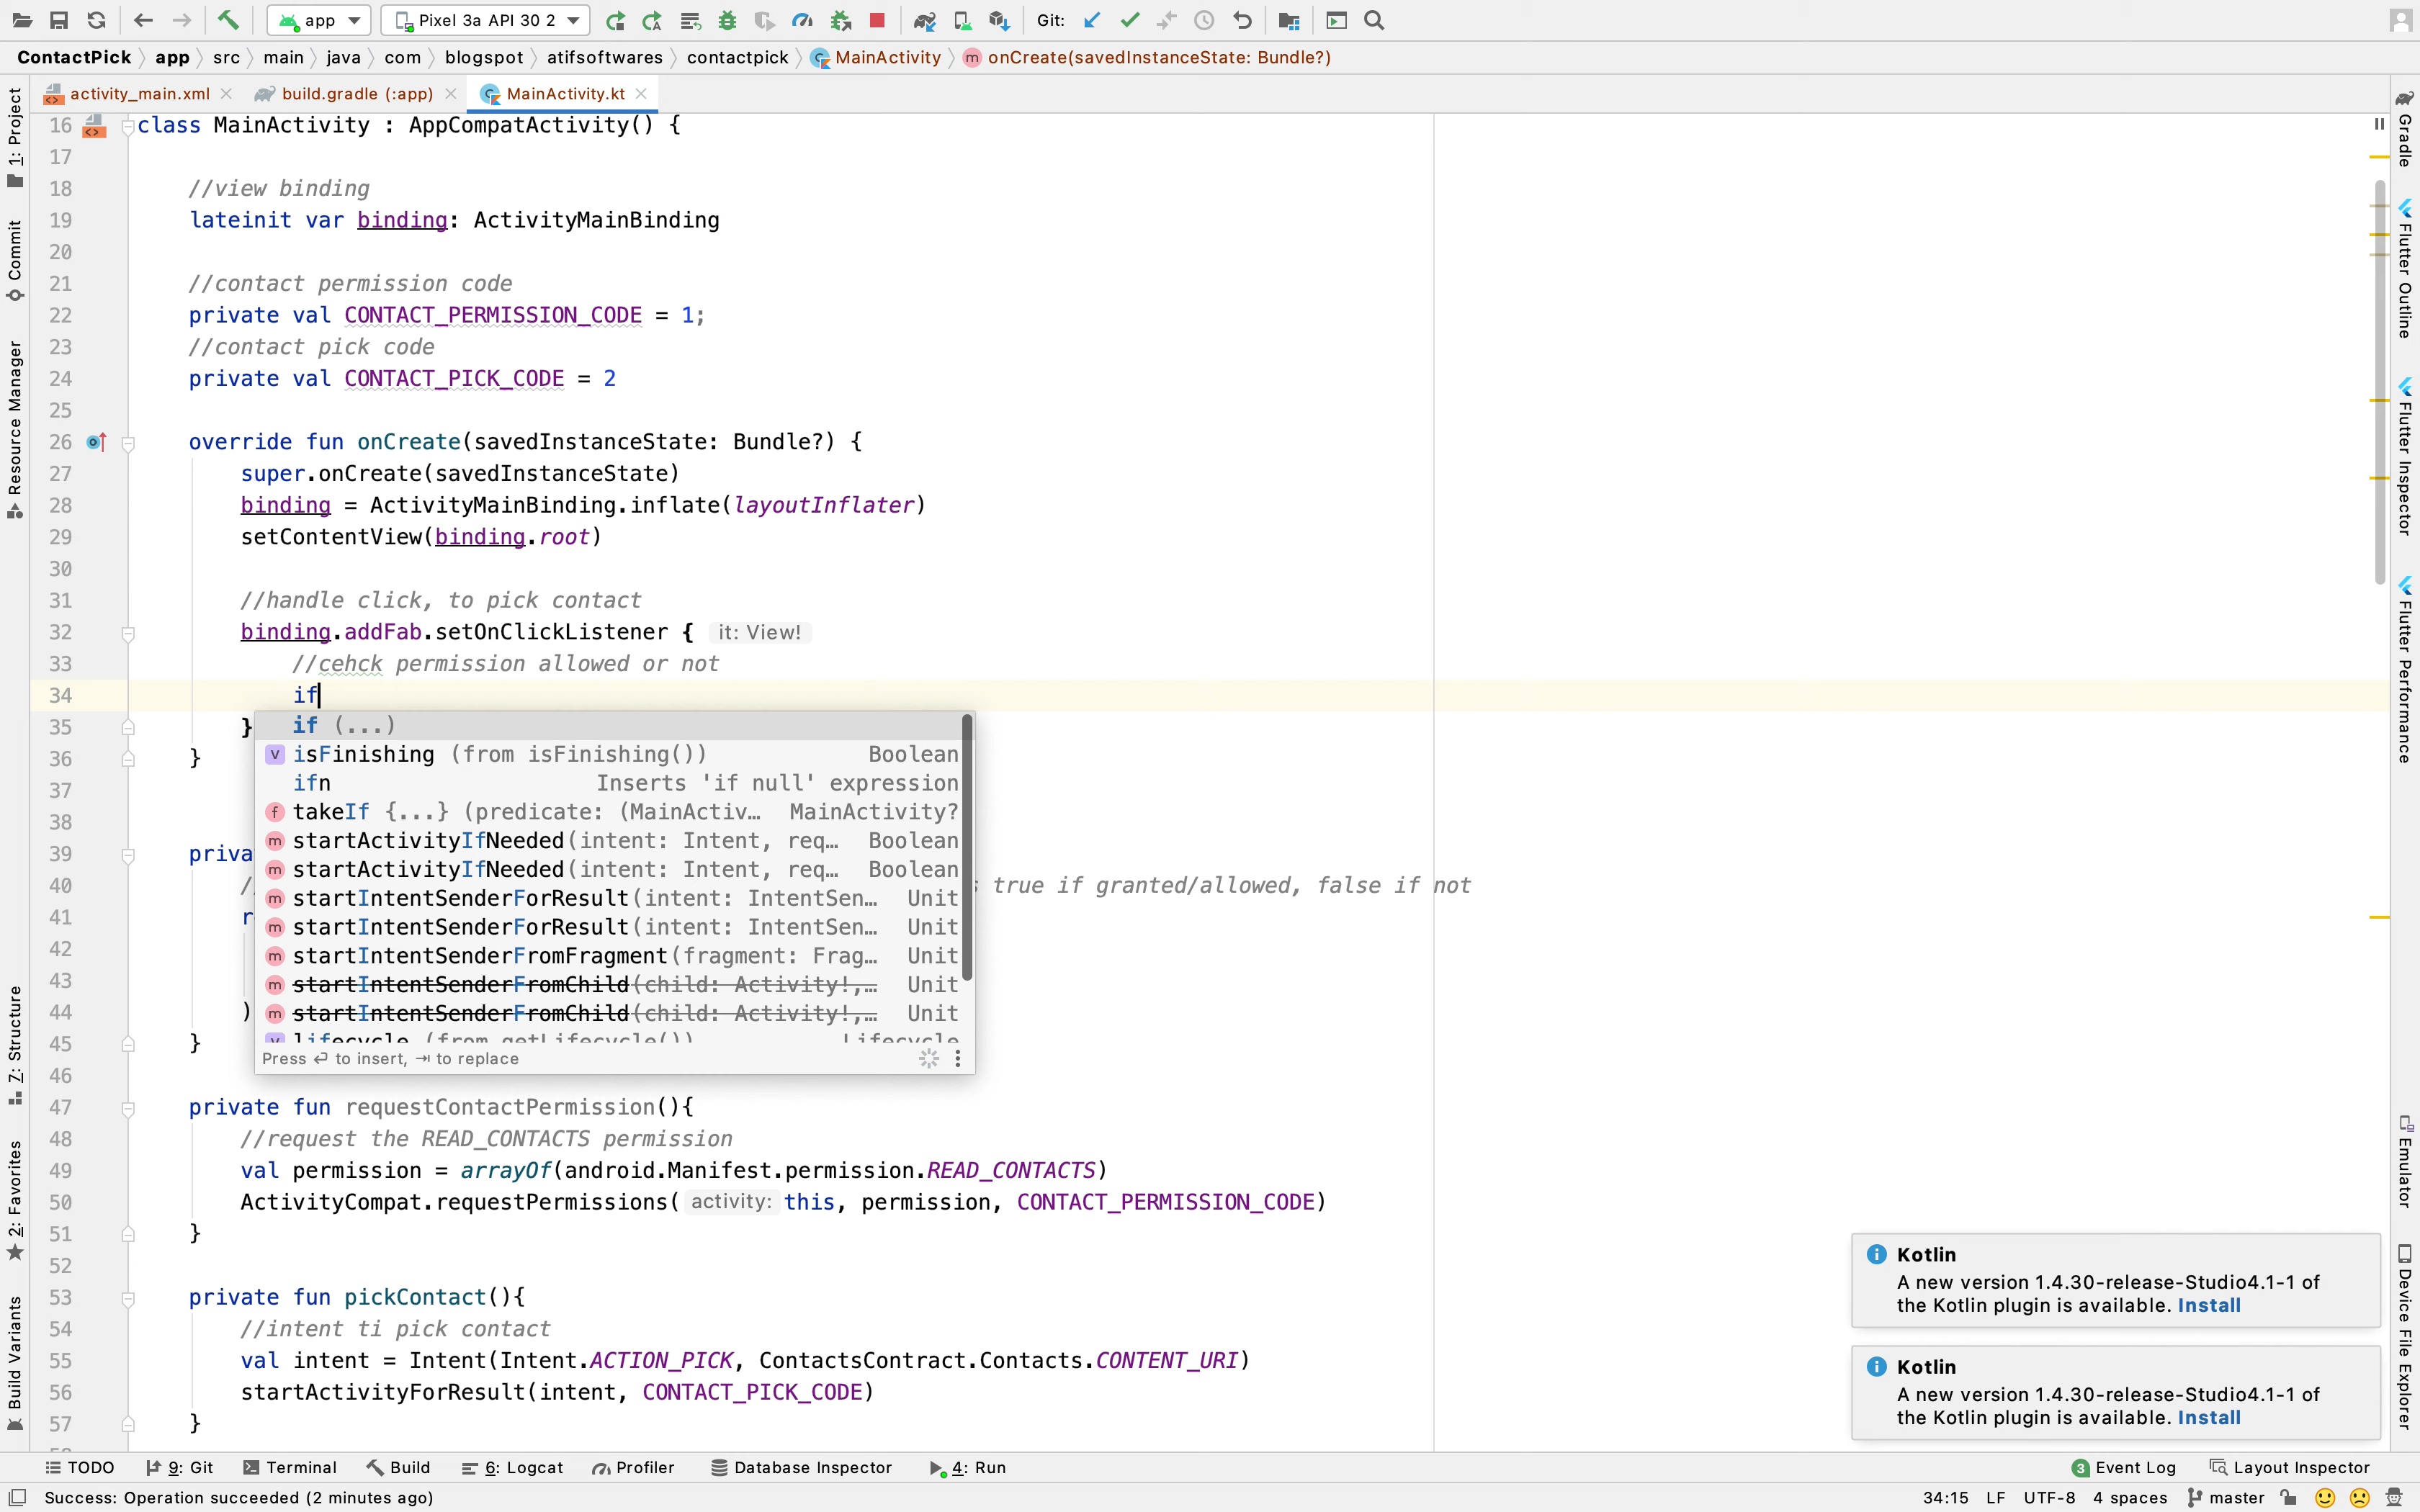 app
Pixel 3a API 30 2
Git:
ContactPick
app
src
main
java
com
blogspot
atifsoftwares
contactpick
MainActivity
onCreate(savedInstanceState: Bundle?)
activity_main.xml
build.gradle (:app)
MainActivity.kt
1: Project
Commit
Resource Manager
7: Structure
2: Favorites
Build Variants
16 class MainActivity : AppCompatActivity() {
17
18 //view binding
19 lateinit var binding: ActivityMainBinding
20
21 //contact permission code
22 private val CONTACT_PERMISSION_CODE = 1;
23 //contact pick code
24 private val CONTACT_PICK_CODE = 2
25
26 override fun onCreate(savedInstanceState: Bundle?) {
27 super.onCreate(savedInstanceState)
28 binding = ActivityMainBinding.inflate(layoutInflater)
29 setContentView(binding.root)
30
31 //handle click, to pick contact
32 binding.addFab.setOnClickListener { it: View!
33 //cehck permission allowed or not
34 if
35 }
36 }
37
38
39 priva
40 / s true if granted/allowed, false if not
41 r
42
43
44 )
45 }
46
47 private fun requestContactPermission(){
48 //request the READ_CONTACTS permission
49 val permission = arrayOf(android.Manifest.permission.READ_CONTACTS)
50 ActivityCompat.requestPermissions( activity: this, permission, CONTACT_PERMISSION_CODE)
51 }
52
53 private fun pickContact(){
54 //intent ti pick contact
55 val intent = Intent(Intent.ACTION_PICK, ContactsContract.Contacts.CONTENT_URI)
56 startActivityForResult(intent, CONTACT_PICK_CODE)
57 }
if (...)
v isFinishing (from isFinishing()) Boolean
ifn Inserts 'if null' expression
f takeIf {...} (predicate: (MainActiv… MainActivity?
m startActivityIfNeeded(intent: Intent, req… Boolean
m startActivityIfNeeded(intent: Intent, req… Boolean
m startIntentSenderForResult(intent: IntentSen… Unit
m startIntentSenderForResult(intent: IntentSen… Unit
m startIntentSenderFromFragment(fragment: Frag… Unit
m startIntentSenderFromChild(child: Activity!,… Unit
m startIntentSenderFromChild(child: Activity!,… Unit
v lifecycle (from getLifecycle()) Lifecycle
Press ↩ to insert, ⇥ to replace
Gradle
Flutter Outline
Flutter Inspector
Flutter Performance
Emulator
Device File Explorer
Kotlin
A new version 1.4.30-release-Studio4.1-1 of
the Kotlin plugin is available. Install
Kotlin
A new version 1.4.30-release-Studio4.1-1 of
the Kotlin plugin is available. Install
TODO
9: Git
Terminal
Build
6: Logcat
Profiler
Database Inspector
4: Run
3 Event Log
Layout Inspector
Success: Operation succeeded (2 minutes ago)
34:15
LF
UTF-8
4 spaces
master